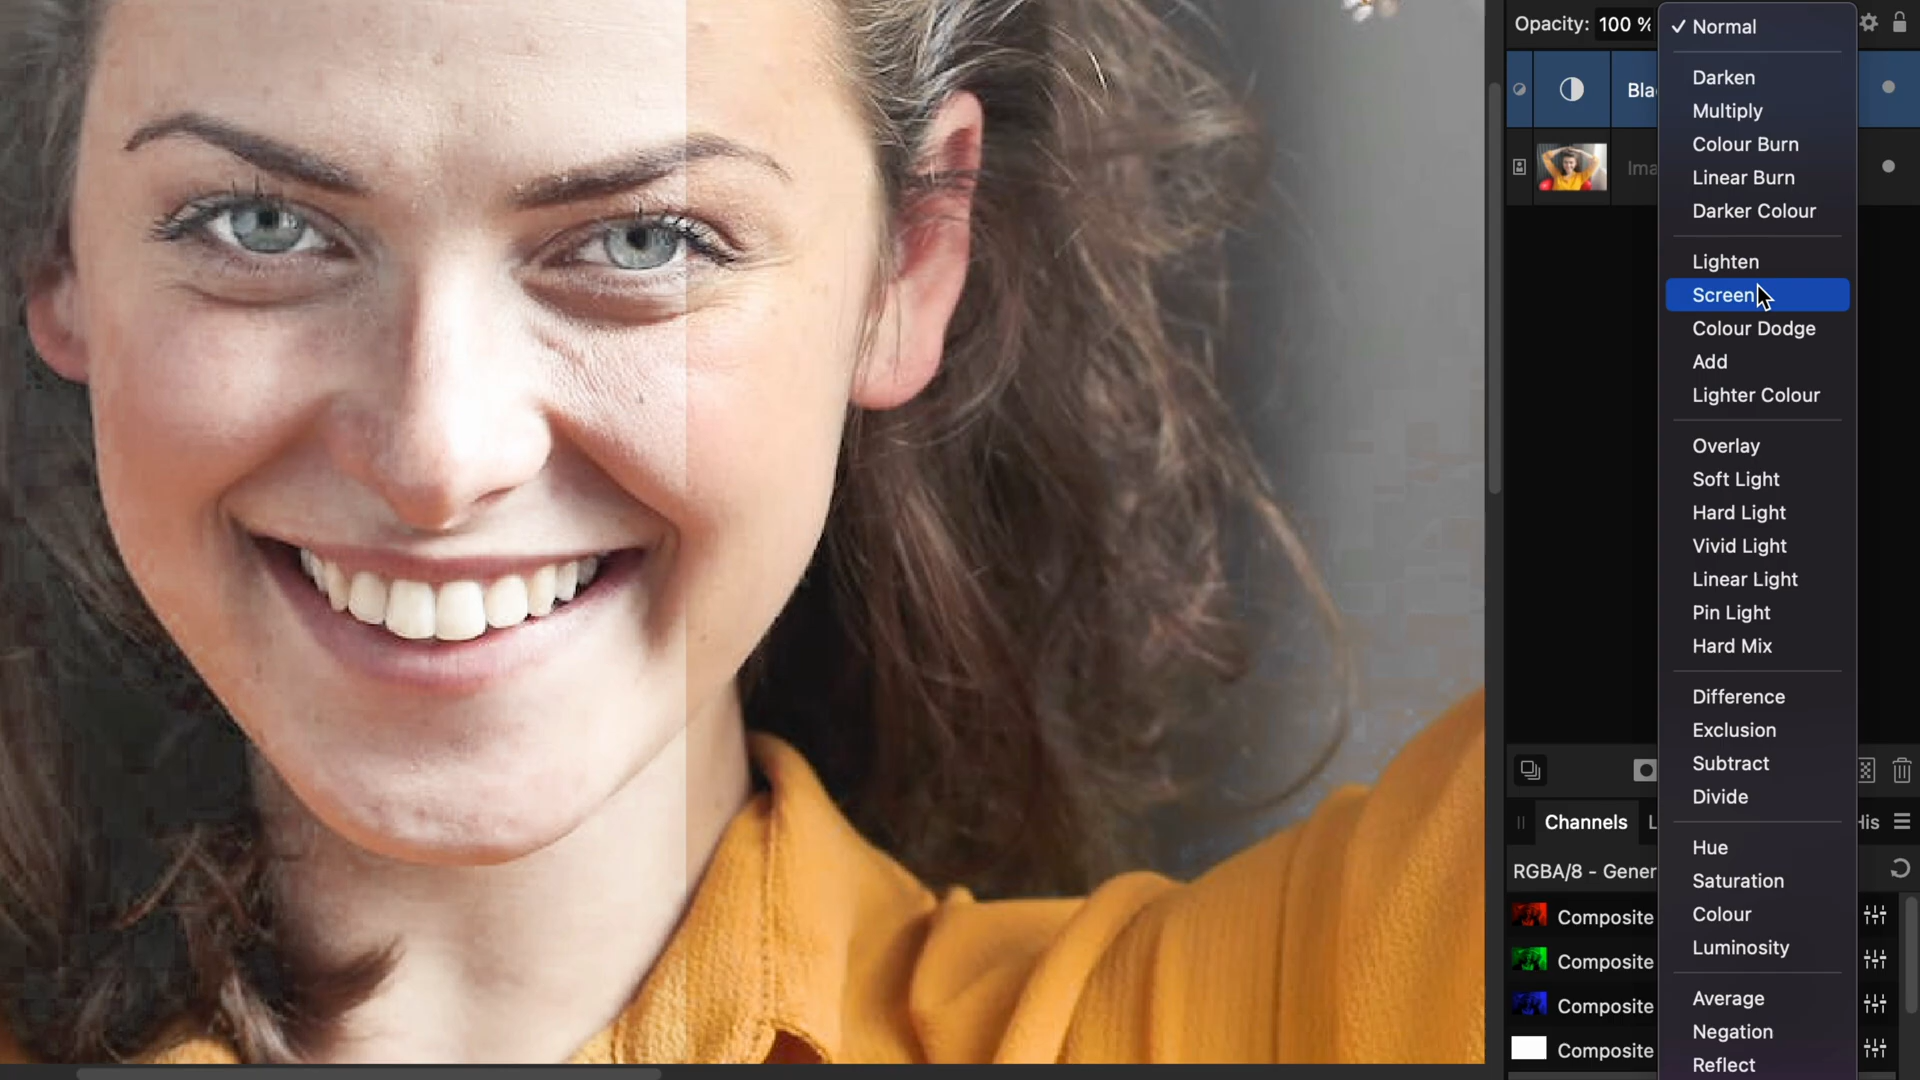 Opacity: 100 %
✓ Normal
Darken
Multiply
Colour Burn
Linear Burn
Darker Colour
Lighten
Screen
Colour Dodge
Add
Lighter Colour
Overlay
Soft Light
Hard Light
Vivid Light
Linear Light
Pin Light
Hard Mix
Difference
Exclusion
Subtract
Divide
Hue
Saturation
Colour
Luminosity
Average
Negation
Reflect
Bla
Ima
Channels L His
RGBA/8 - Gener
Composite
Composite
Composite
Composite